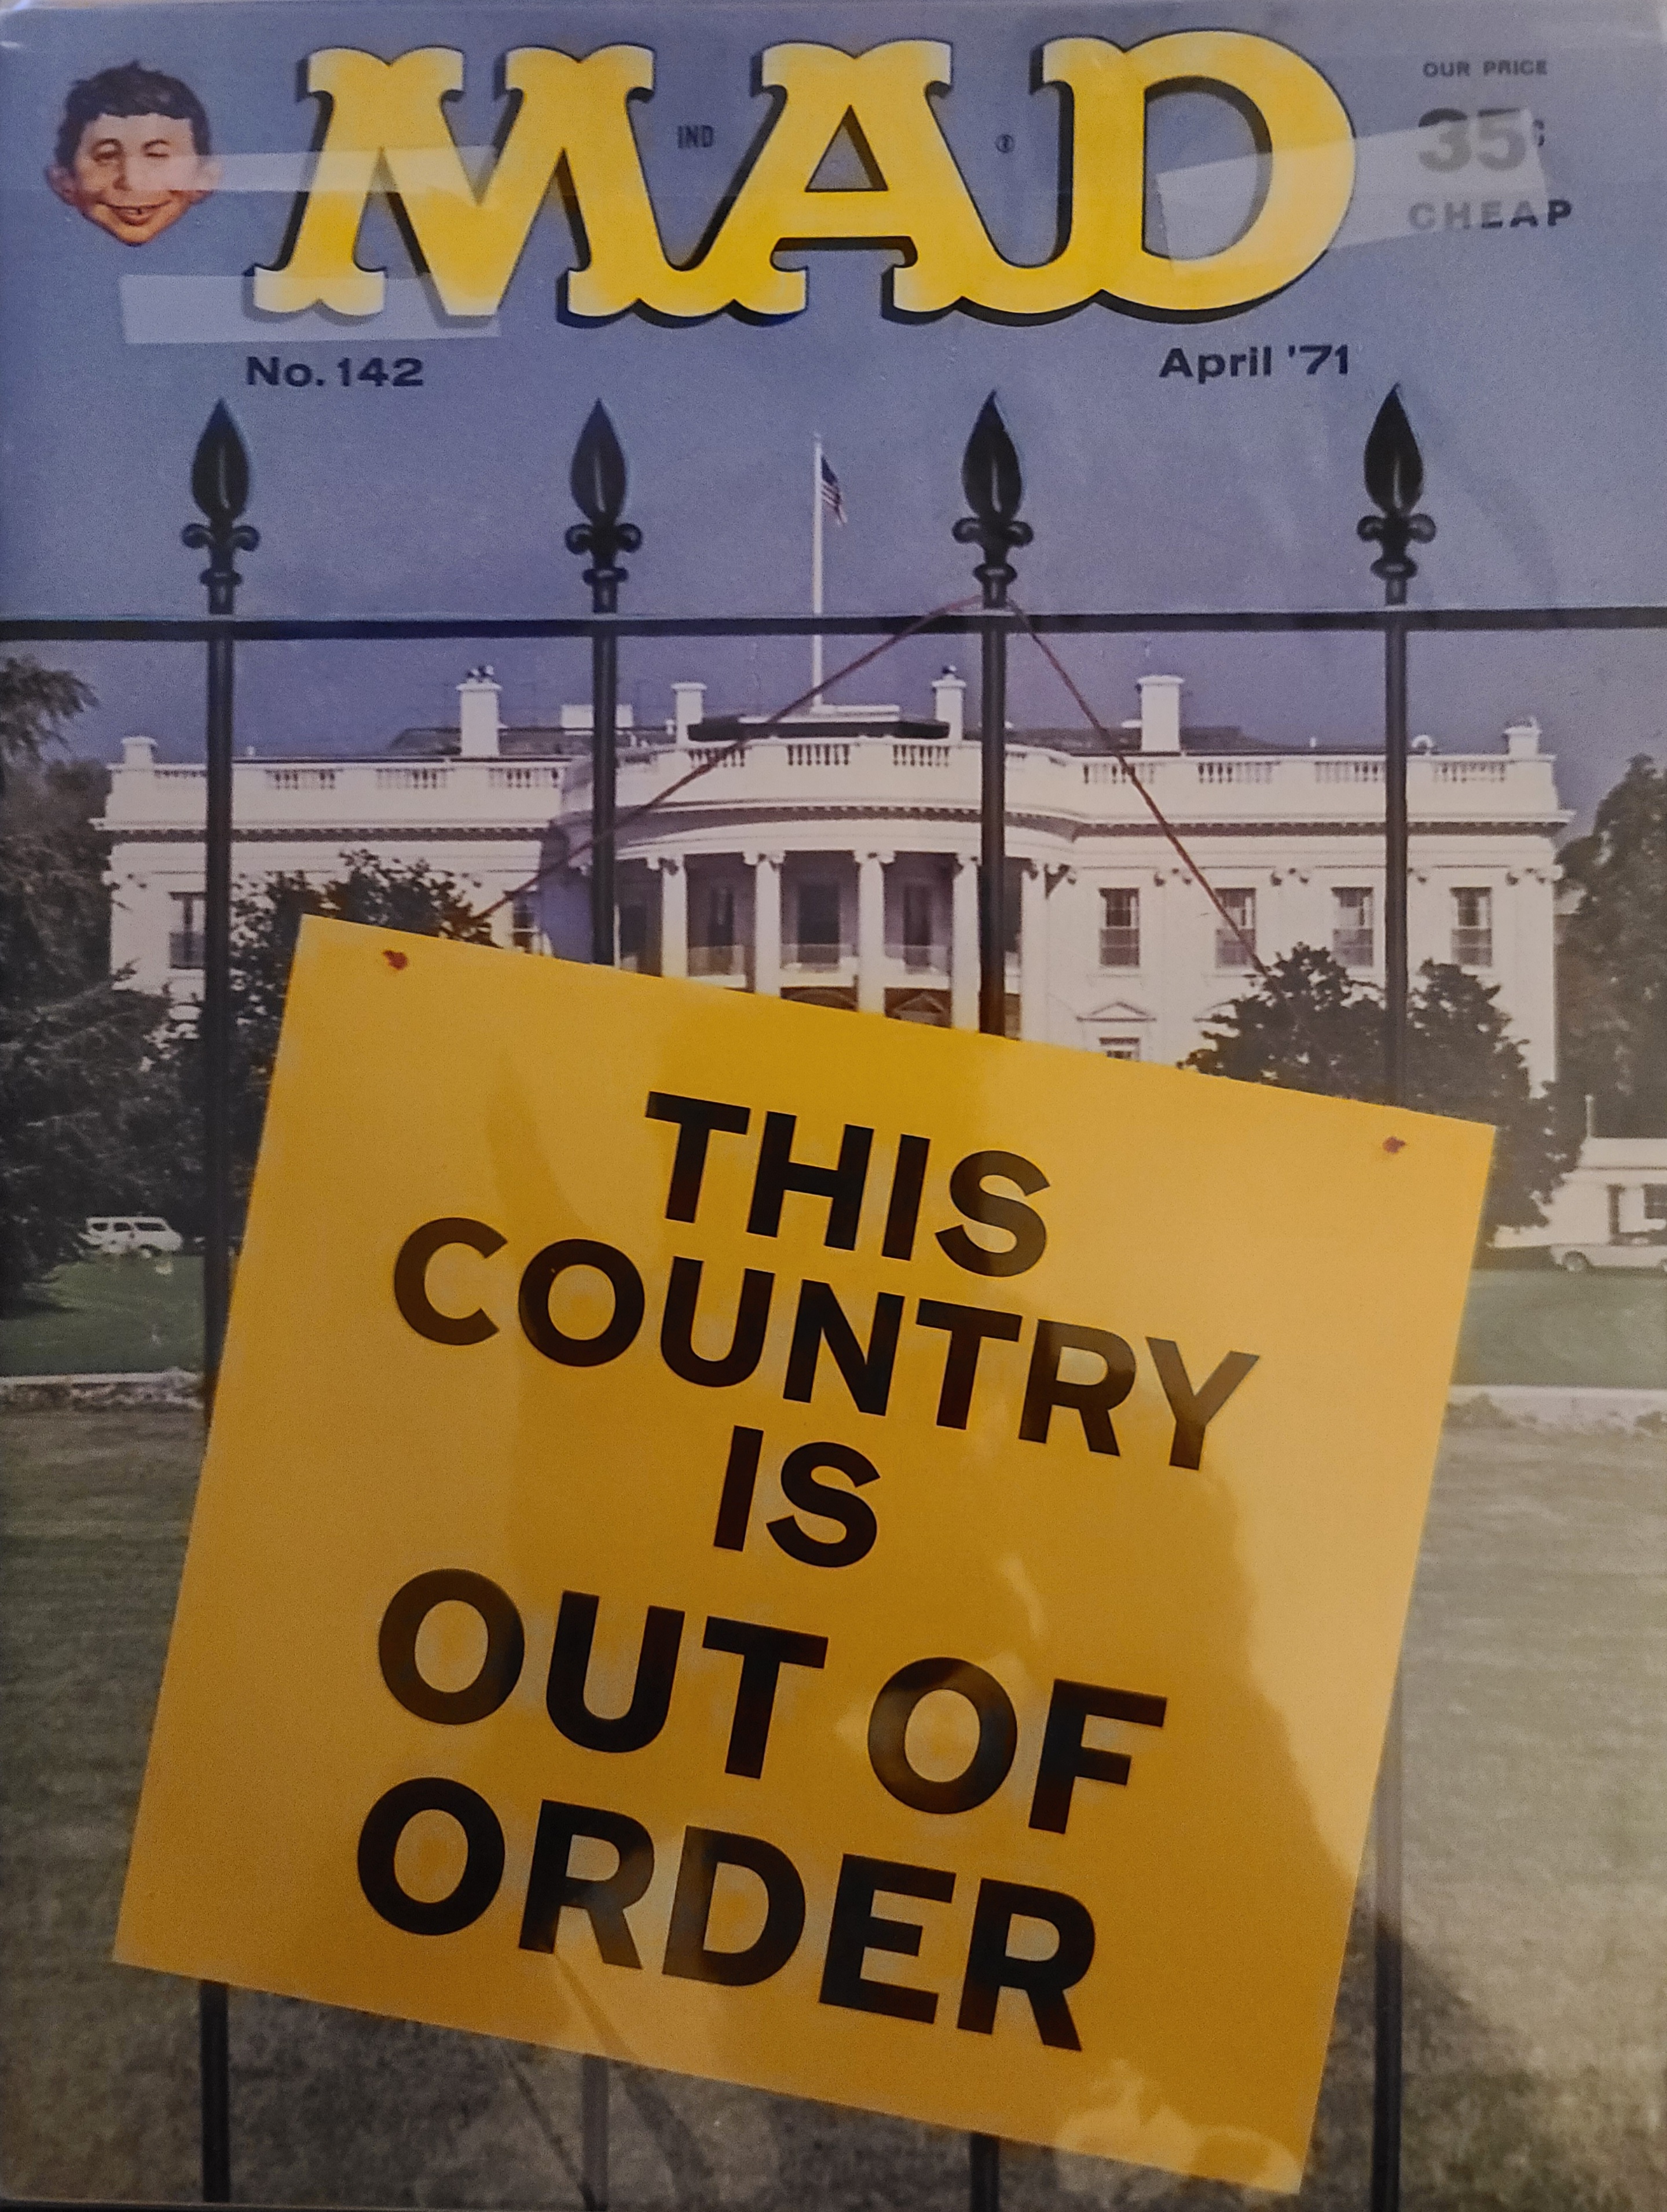 MAD
IND
®
OUR PRICE
35¢
CHEAP
No. 142
April '71
THIS
COUNTRY
IS
OUT OF
ORDER